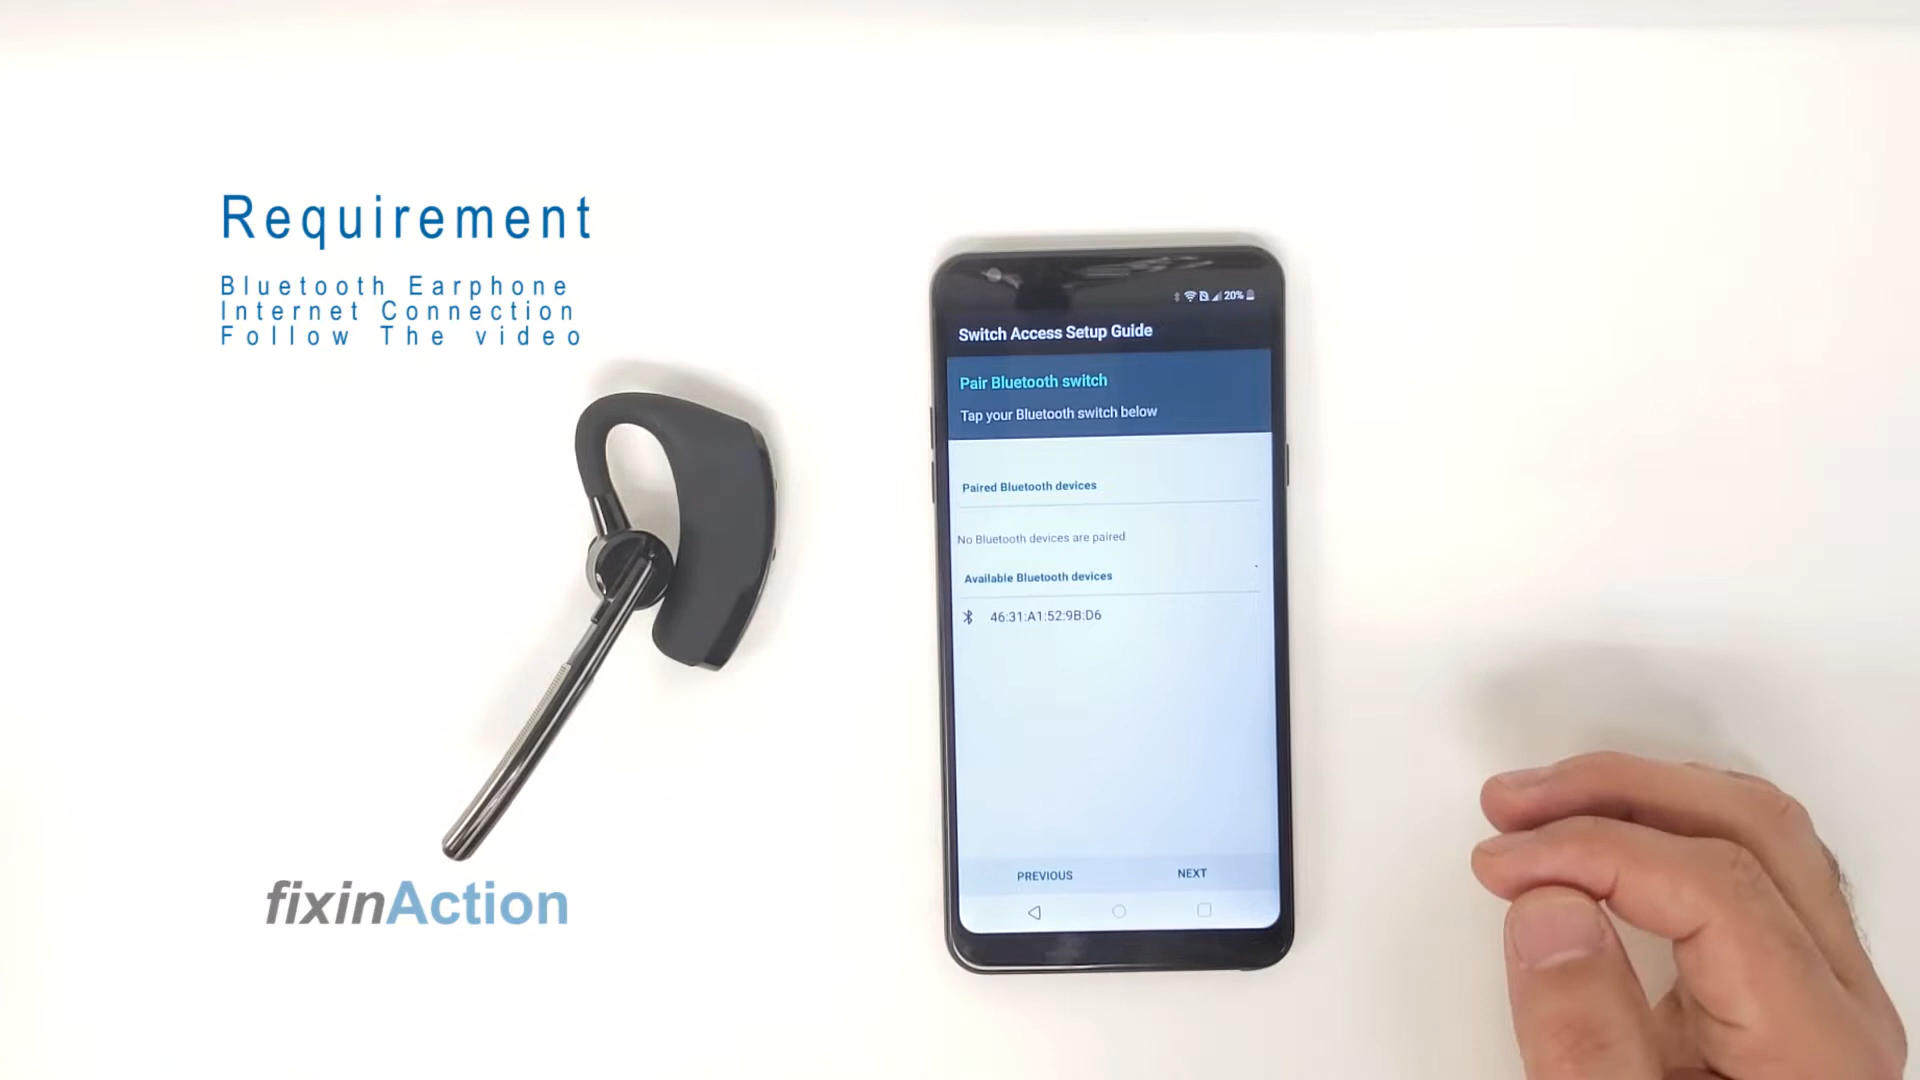 Requirement
Bluetooth Earphone
Internet Connection
Follow The video
20%
Switch Access Setup Guide
Pair Bluetooth switch
Tap your Bluetooth switch below
Paired Bluetooth devices
No Bluetooth devices are paired
Available Bluetooth devices
46:31:A1:52:9B:D6
PREVIOUS NEXT
fixinAction